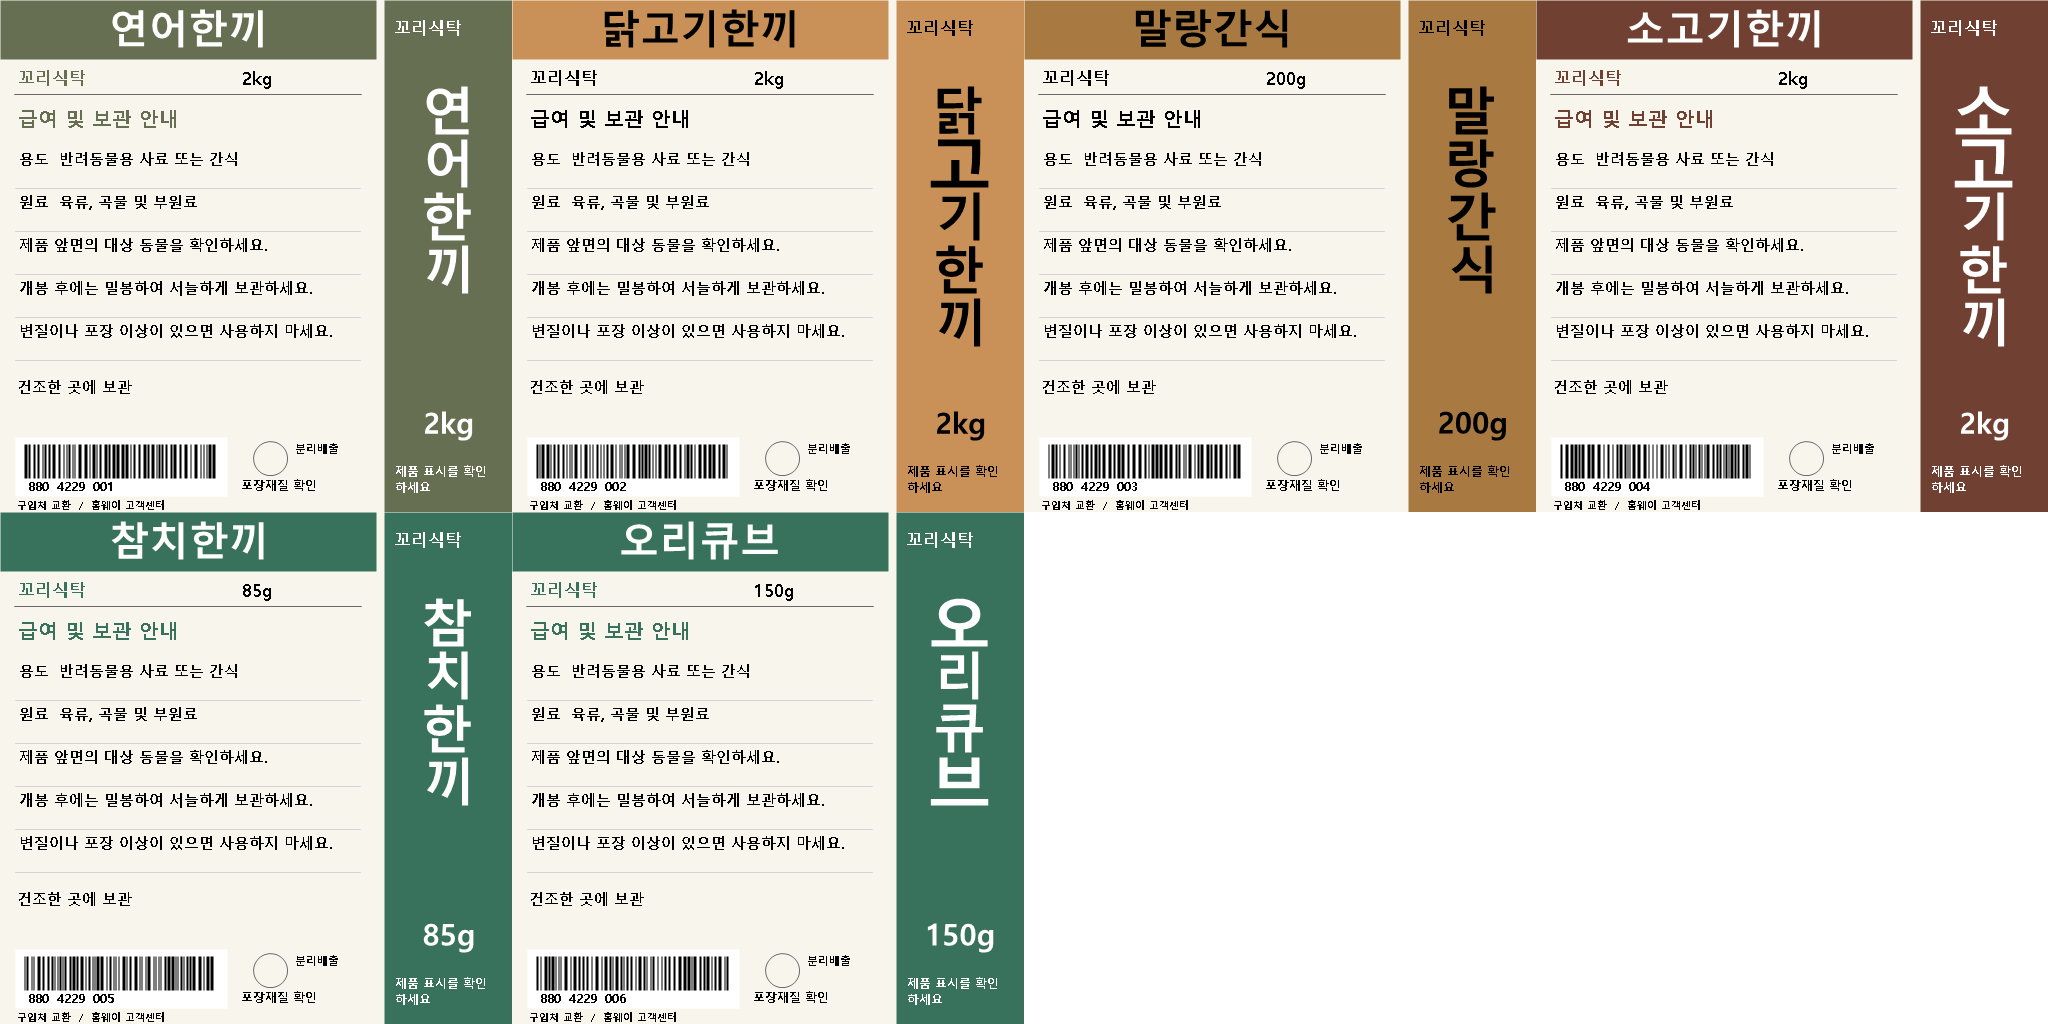 연어한끼
꼬리식탁 2kg
급여 및 보관 안내
용도 반려동물용 사료 또는 간식
원료 육류, 곡물 및 부원료
제품 앞면의 대상 동물을 확인하세요.
개봉 후에는 밀봉하여 서늘하게 보관하세요.
변질이나 포장 이상이 있으면 사용하지 마세요.
건조한 곳에 보관
분리배출
880 4229 001
포장재질 확인
구입처 교환 / 홈웨이 고객센터
꼬리식탁
연어한끼
2kg
제품 표시를 확인
하세요
닭고기한끼
꼬리식탁 2kg
급여 및 보관 안내
용도 반려동물용 사료 또는 간식
원료 육류, 곡물 및 부원료
제품 앞면의 대상 동물을 확인하세요.
개봉 후에는 밀봉하여 서늘하게 보관하세요.
변질이나 포장 이상이 있으면 사용하지 마세요.
건조한 곳에 보관
분리배출
880 4229 002
포장재질 확인
구입처 교환 / 홈웨이 고객센터
꼬리식탁
닭고기한끼
2kg
제품 표시를 확인
하세요
말랑간식
꼬리식탁 200g
급여 및 보관 안내
용도 반려동물용 사료 또는 간식
원료 육류, 곡물 및 부원료
제품 앞면의 대상 동물을 확인하세요.
개봉 후에는 밀봉하여 서늘하게 보관하세요.
변질이나 포장 이상이 있으면 사용하지 마세요.
건조한 곳에 보관
분리배출
880 4229 003
포장재질 확인
구입처 교환 / 홈웨이 고객센터
꼬리식탁
말랑간식
200g
제품 표시를 확인
하세요
소고기한끼
꼬리식탁 2kg
급여 및 보관 안내
용도 반려동물용 사료 또는 간식
원료 육류, 곡물 및 부원료
제품 앞면의 대상 동물을 확인하세요.
개봉 후에는 밀봉하여 서늘하게 보관하세요.
변질이나 포장 이상이 있으면 사용하지 마세요.
건조한 곳에 보관
분리배출
880 4229 004
포장재질 확인
구입처 교환 / 홈웨이 고객센터
꼬리식탁
소고기한끼
2kg
제품 표시를 확인
하세요
참치한끼
꼬리식탁 85g
급여 및 보관 안내
용도 반려동물용 사료 또는 간식
원료 육류, 곡물 및 부원료
제품 앞면의 대상 동물을 확인하세요.
개봉 후에는 밀봉하여 서늘하게 보관하세요.
변질이나 포장 이상이 있으면 사용하지 마세요.
건조한 곳에 보관
분리배출
880 4229 005
포장재질 확인
구입처 교환 / 홈웨이 고객센터
꼬리식탁
참치한끼
85g
제품 표시를 확인
하세요
오리큐브
꼬리식탁 150g
급여 및 보관 안내
용도 반려동물용 사료 또는 간식
원료 육류, 곡물 및 부원료
제품 앞면의 대상 동물을 확인하세요.
개봉 후에는 밀봉하여 서늘하게 보관하세요.
변질이나 포장 이상이 있으면 사용하지 마세요.
건조한 곳에 보관
분리배출
880 4229 006
포장재질 확인
구입처 교환 / 홈웨이 고객센터
꼬리식탁
오리큐브
150g
제품 표시를 확인
하세요